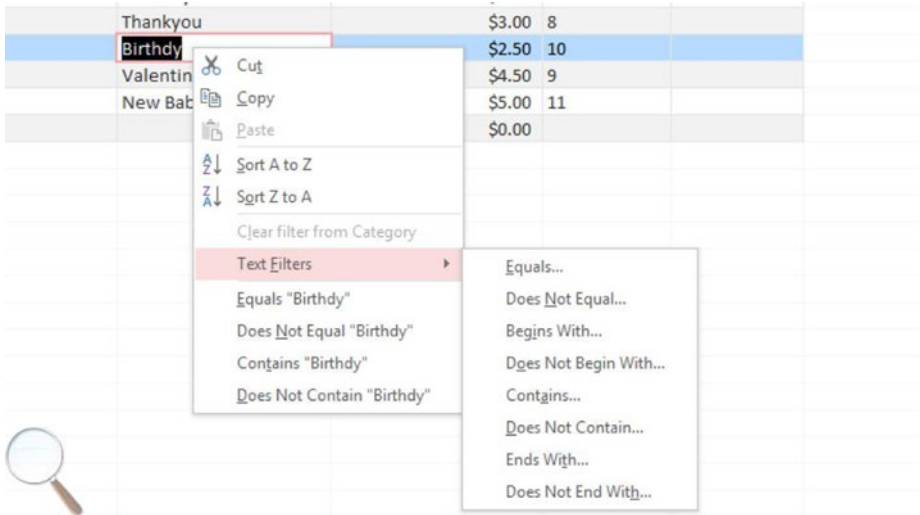 Thankyou $3.00 8
Birthdy $2.50 10
Valentin $4.50 9
New Bab $5.00 11
$0.00
Cut
Copy
Paste
Sort A to Z
Sort Z to A
Clear filter from Category
Text Filters
Equals "Birthdy"
Does Not Equal "Birthdy"
Contains "Birthdy"
Does Not Contain "Birthdy"
Equals...
Does Not Equal...
Begins With...
Does Not Begin With...
Contains...
Does Not Contain...
Ends With...
Does Not End With...